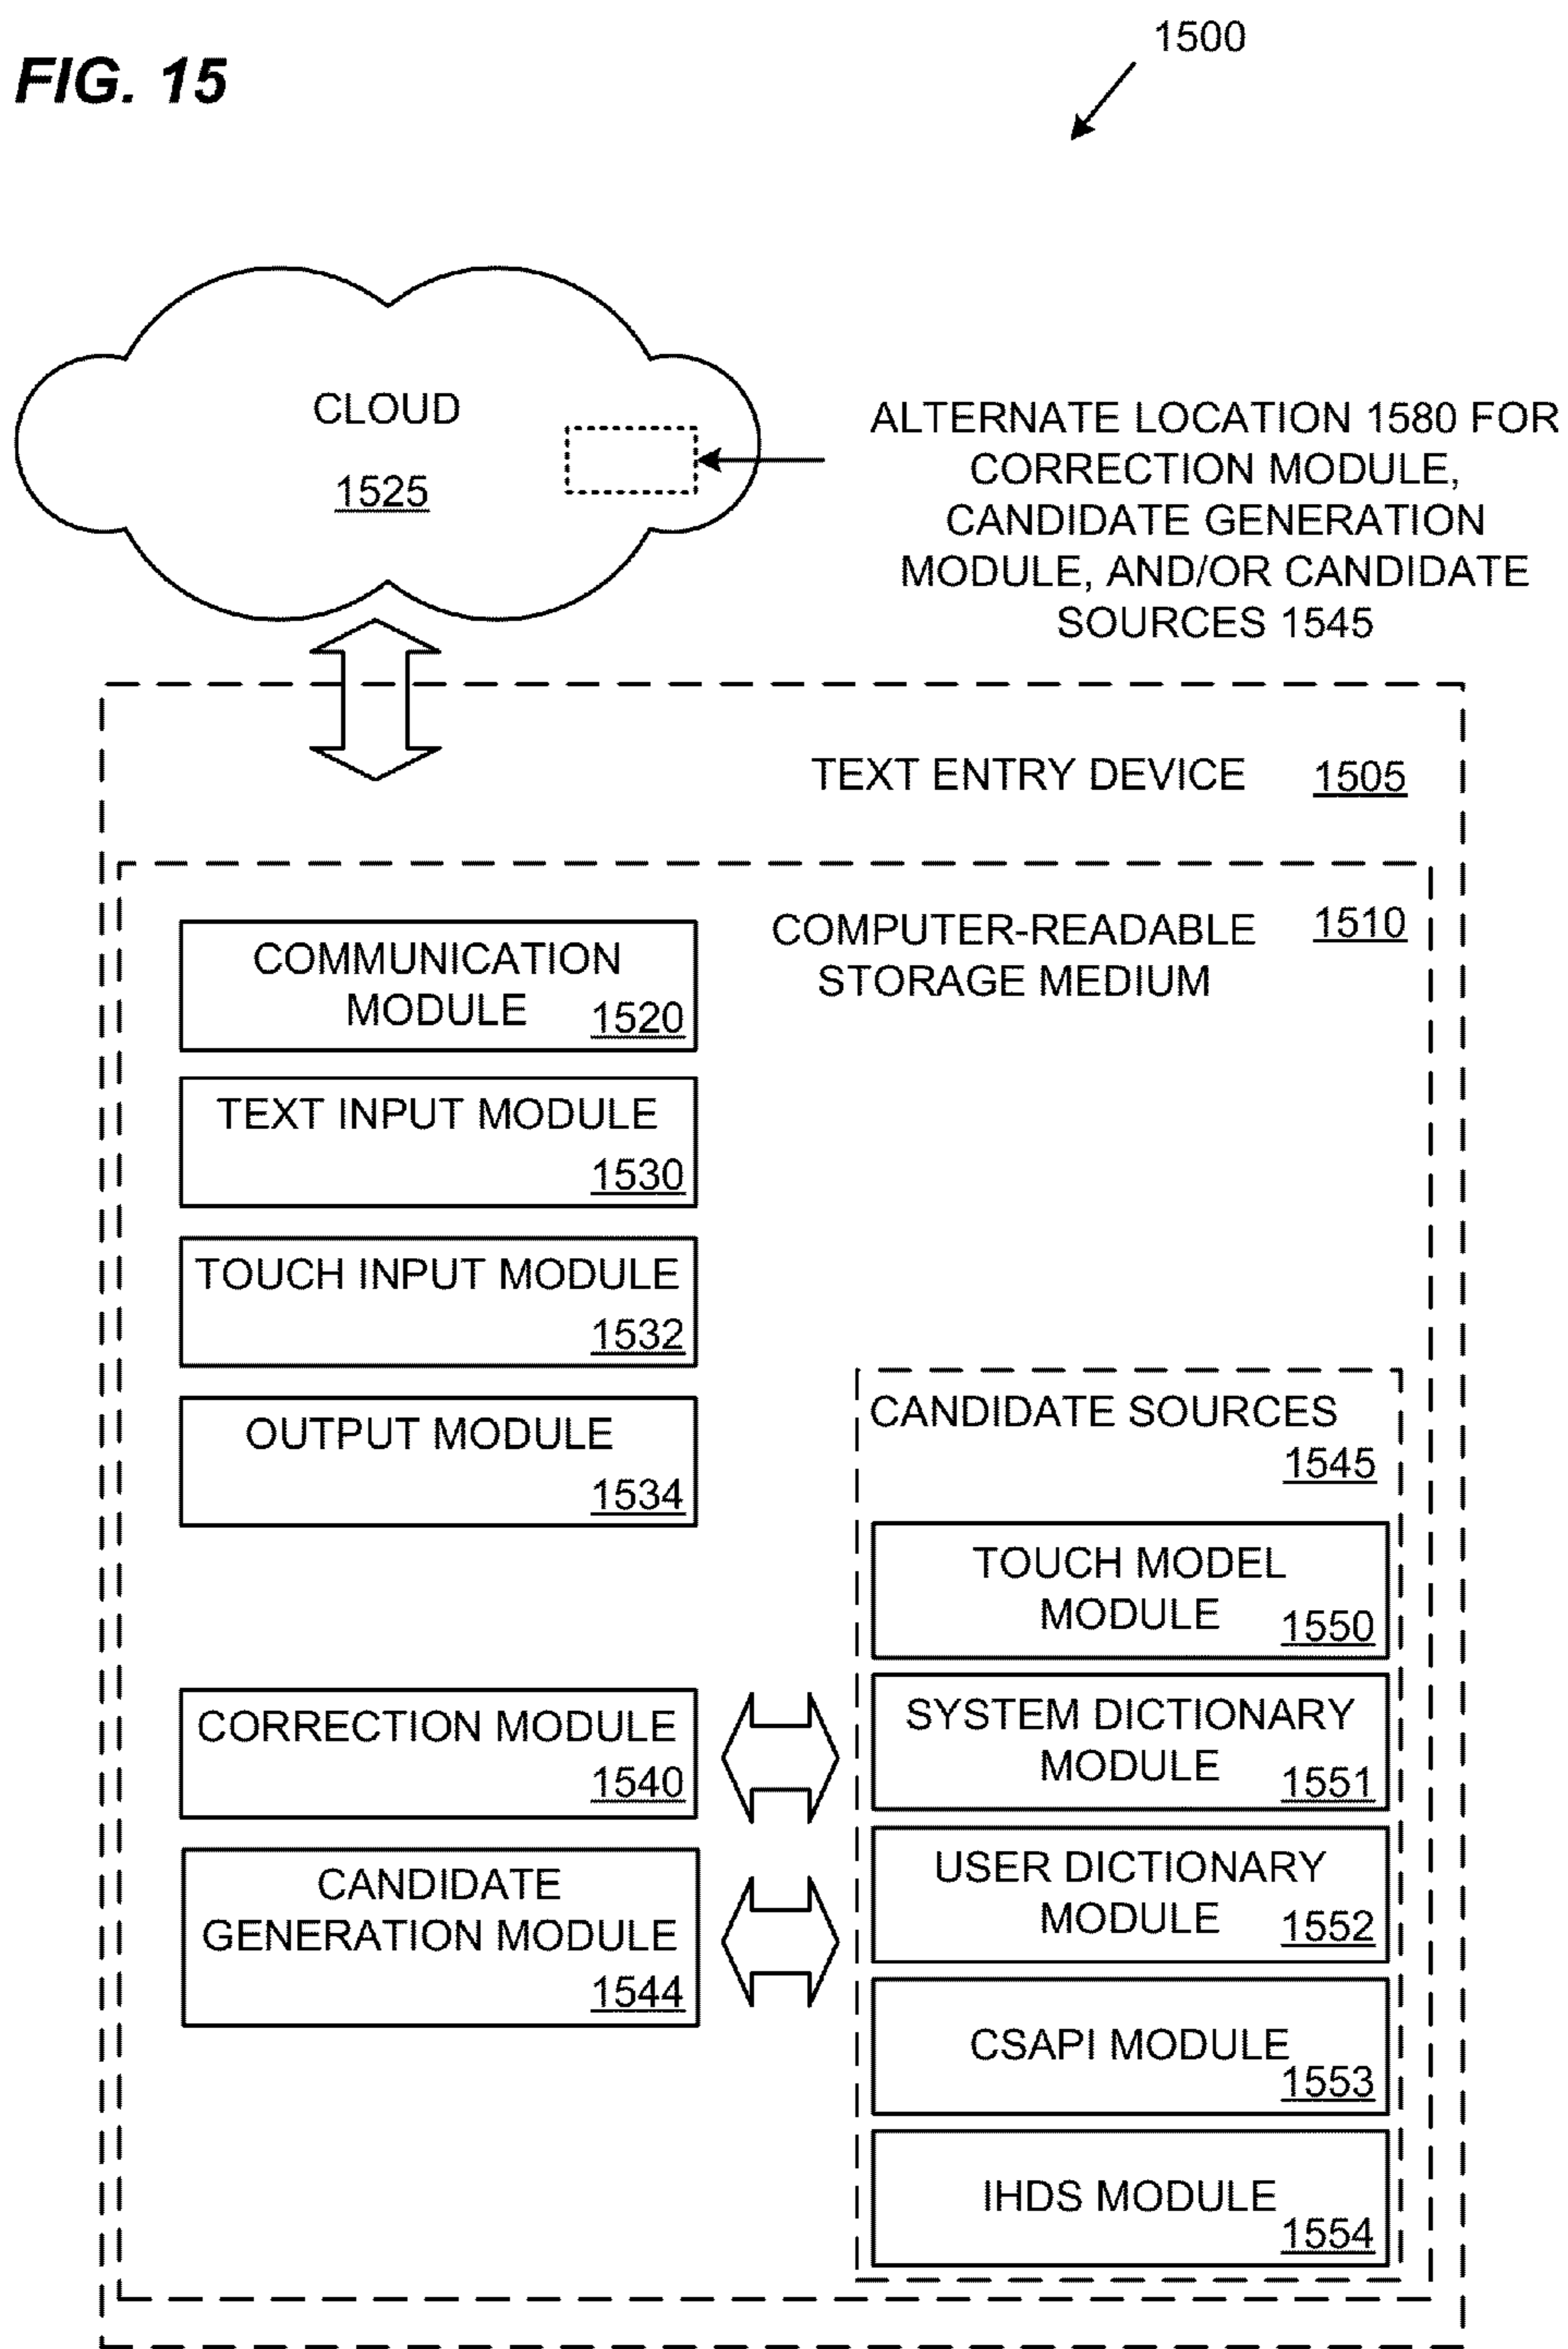 FIG. 15
1500
CLOUD
1525
ALTERNATE LOCATION 1580 FOR
CORRECTION MODULE,
CANDIDATE GENERATION
MODULE, AND/OR CANDIDATE
SOURCES 1545
TEXT ENTRY DEVICE 1505
COMPUTER-READABLE 1510
STORAGE MEDIUM
COMMUNICATION
MODULE 1520
TEXT INPUT MODULE
1530
TOUCH INPUT MODULE
1532
OUTPUT MODULE
1534
CORRECTION MODULE
1540
CANDIDATE
GENERATION MODULE
1544
CANDIDATE SOURCES
1545
TOUCH MODEL
MODULE 1550
SYSTEM DICTIONARY
MODULE 1551
USER DICTIONARY
MODULE 1552
CSAPI MODULE
1553
IHDS MODULE
1554